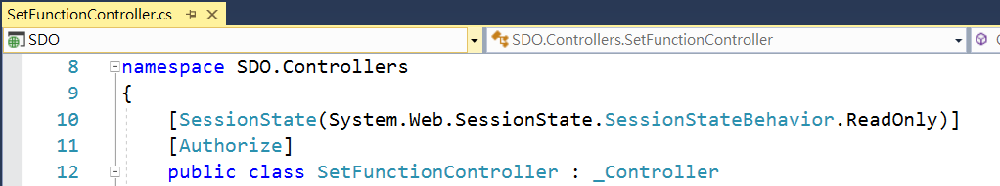 SetFunctionController.cs
SDO
SDO.Controllers.SetFunctionController
8 namespace SDO.Controllers
9 {
10 [SessionState(System.Web.SessionState.SessionStateBehavior.ReadOnly)]
11 [Authorize]
12 public class SetFunctionController : _Controller